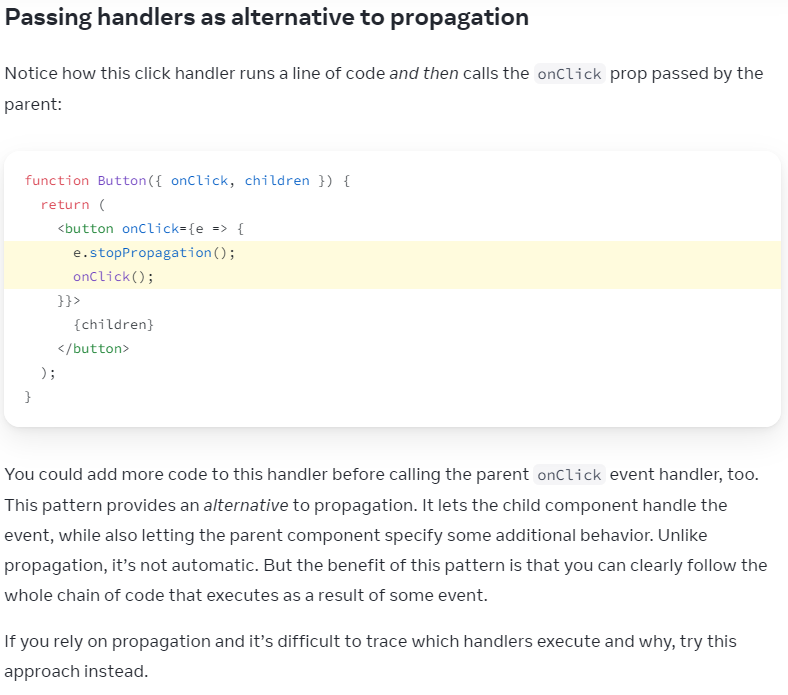 Passing handlers as alternative to propagation
Notice how this click handler runs a line of code and then calls the onClick prop passed by the
parent:
function Button({ onClick, children }) {
  return (
    <button onClick={e => {
      e.stopPropagation();
      onClick();
    }}>
      {children}
    </button>
  );
}
You could add more code to this handler before calling the parent onClick event handler, too.
This pattern provides an alternative to propagation. It lets the child component handle the
event, while also letting the parent component specify some additional behavior. Unlike
propagation, it’s not automatic. But the benefit of this pattern is that you can clearly follow the
whole chain of code that executes as a result of some event.
If you rely on propagation and it’s difficult to trace which handlers execute and why, try this
approach instead.